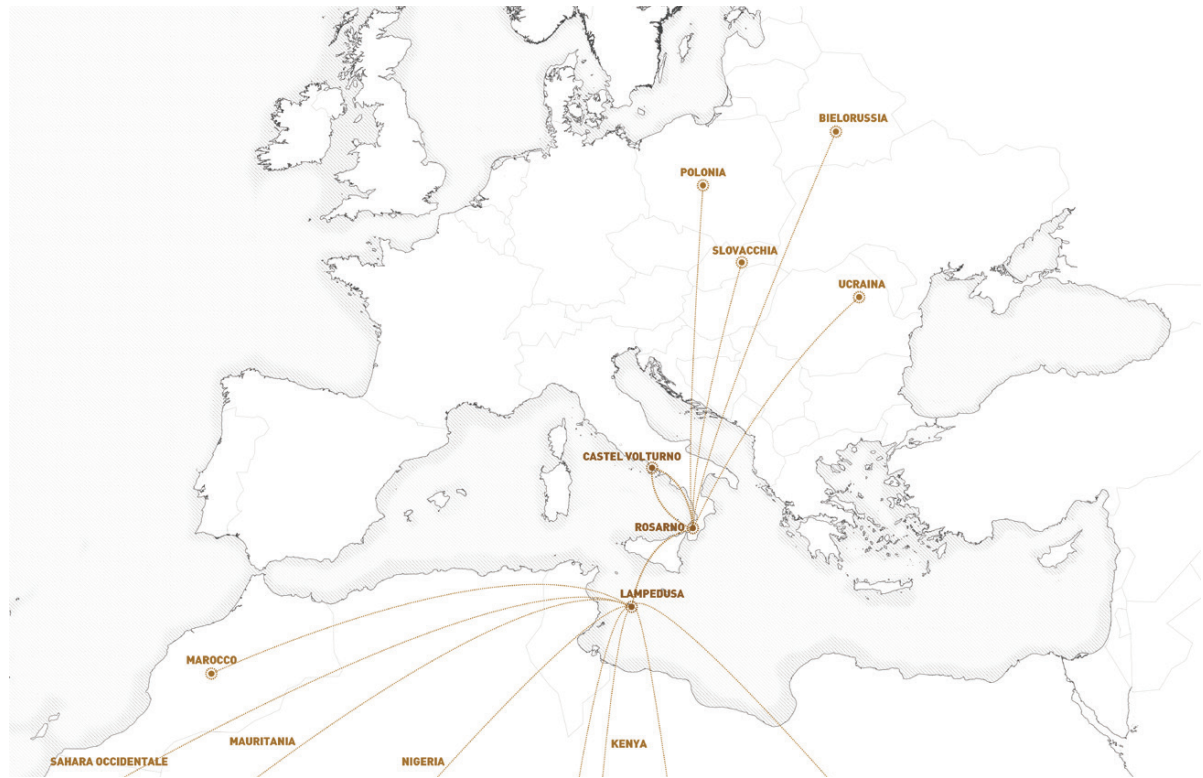 BIELORUSSIA
POLONIA
SLOVACCHIA
UCRAINA
CASTEL VOLTURNO
ROSARNO
LAMPEDUSA
MAROCCO
MAURITANIA
KENYA
SAHARA OCCIDENTALE
NIGERIA